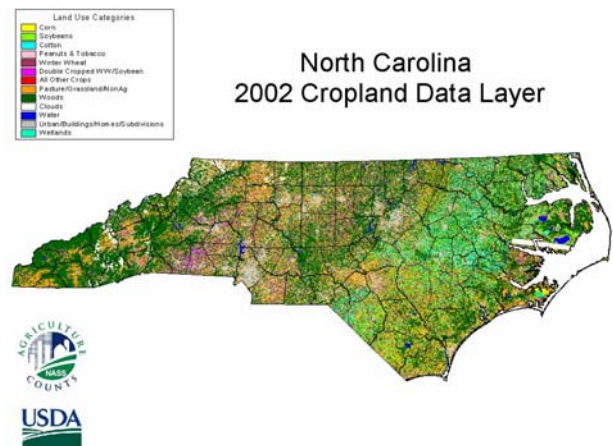 Land Use Categories
Corn
Soybeans
Cotton
Peanuts & Tobacco
Winter Wheat
Double Cropped WW/Soybean
All Other Crops
Pasture/Grassland/NonAg
Woods
Clouds
Water
Urban/Buildings/Homes/Subdivisions
Wetlands
North Carolina
2002 Cropland Data Layer
AGRICULTURE
NASS
COUNTS
USDA